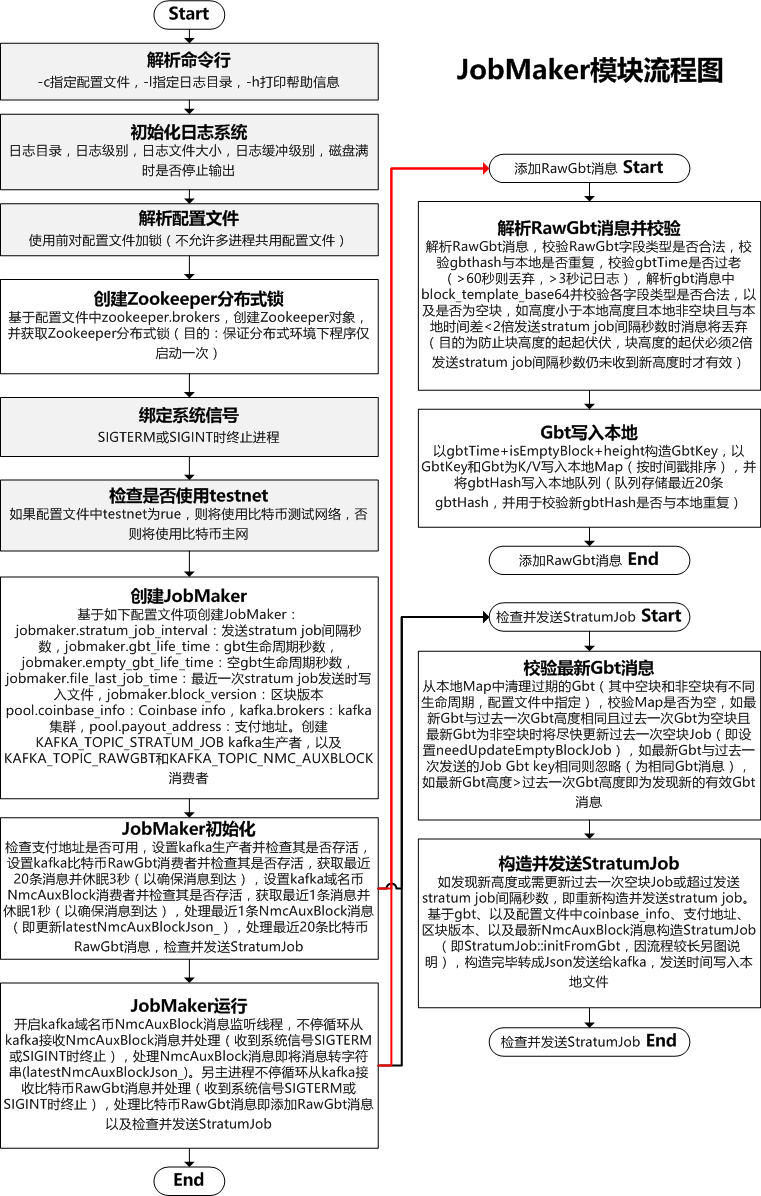 Start
解析命令行
-c指定配置文件，-l指定日志目录，-h打印帮助信息
初始化日志系统
日志目录，日志级别，日志文件大小，日志缓冲级别，磁盘满
时是否停止输出
解析配置文件
使用前对配置文件加锁（不允许多进程共用配置文件）
创建Zookeeper分布式锁
基于配置文件中zookeeper.brokers，创建Zookeeper对象，
并获取Zookeeper分布式锁（目的：保证分布式环境下程序仅
启动一次）
绑定系统信号
SIGTERM或SIGINT时终止进程
检查是否使用testnet
如果配置文件中testnet为rue，则将使用比特币测试网络，否
则将使用比特币主网
创建JobMaker
基于如下配置文件项创建JobMaker：
jobmaker.stratum_job_interval：发送stratum job间隔秒
数，jobmaker.gbt_life_time：gbt生命周期秒数，
jobmaker.empty_gbt_life_time：空gbt生命周期秒数，
jobmaker.file_last_job_time：最近一次stratum job发送时写
入文件，jobmaker.block_version：区块版本
pool.coinbase_info：Coinbase info，kafka.brokers：kafka
集群，pool.payout_address：支付地址。创建
KAFKA_TOPIC_STRATUM_JOB kafka生产者，以及
KAFKA_TOPIC_RAWGBT和KAFKA_TOPIC_NMC_AUXBLOCK
消费者
JobMaker初始化
检查支付地址是否可用，设置kafka生产者并检查其是否存活，
设置kafka比特币RawGbt消费者并检查其是否存活，获取最近
20条消息并休眠3秒（以确保消息到达），设置kafka域名币
NmcAuxBlock消费者并检查其是否存活，获取最近1条消息并
休眠1秒（以确保消息到达），处理最近1条NmcAuxBlock消息
（即更新latestNmcAuxBlockJson_），处理最近20条比特币
RawGbt消息，检查并发送StratumJob
JobMaker运行
开启kafka域名币NmcAuxBlock消息监听线程，不停循环从
kafka接收NmcAuxBlock消息并处理（收到系统信号SIGTERM
或SIGINT时终止），处理NmcAuxBlock消息即将消息转字符
串(latestNmcAuxBlockJson_)。另主进程不停循环从kafka接
收比特币RawGbt消息并处理（收到系统信号SIGTERM或
SIGINT时终止），处理比特币RawGbt消息即添加RawGbt消息
以及检查并发送StratumJob
End
JobMaker模块流程图
添加RawGbt消息 Start
解析RawGbt消息并校验
解析RawGbt消息，校验RawGbt字段类型是否合法，校
验gbthash与本地是否重复，校验gbtTime是否过老
（>60秒则丢弃，>3秒记日志），解析gbt消息中
block_template_base64并校验各字段类型是否合法，以
及是否为空块，如高度小于本地高度且本地非空块且与本
地时间差<2倍发送stratum job间隔秒数时消息将丢弃
（目的为防止块高度的起起伏伏，块高度的起伏必须2倍
发送stratum job间隔秒数仍未收到新高度时才有效）
Gbt写入本地
以gbtTime+isEmptyBlock+height构造GbtKey，以
GbtKey和Gbt为K/V写入本地Map（按时间戳排序），并
将gbtHash写入本地队列（队列存储最近20条
gbtHash，并用于校验新gbtHash是否与本地重复）
添加RawGbt消息 End
检查并发送StratumJob Start
校验最新Gbt消息
从本地Map中清理过期的Gbt（其中空块和非空块有不同
生命周期，配置文件中指定），校验Map是否为空，如最
新Gbt与过去一次Gbt高度相同且过去一次Gbt为空块且
最新Gbt为非空块时将尽快更新过去一次空块Job（即设
置needUpdateEmptyBlockJob），如最新Gbt与过去一
次发送的Job Gbt key相同则忽略（为相同Gbt消息），
如最新Gbt高度>过去一次Gbt高度即为发现新的有效Gbt
消息
构造并发送StratumJob
如发现新高度或需更新过去一次空块Job或超过发送
stratum job间隔秒数，即重新构造并发送stratum job。
基于gbt、以及配置文件中coinbase_info、支付地址、
区块版本、以及最新NmcAuxBlock消息构造StratumJob
（即StratumJob::initFromGbt，因流程较长另图说
明），构造完毕转成Json发送给kafka，发送时间写入本
地文件
检查并发送StratumJob End